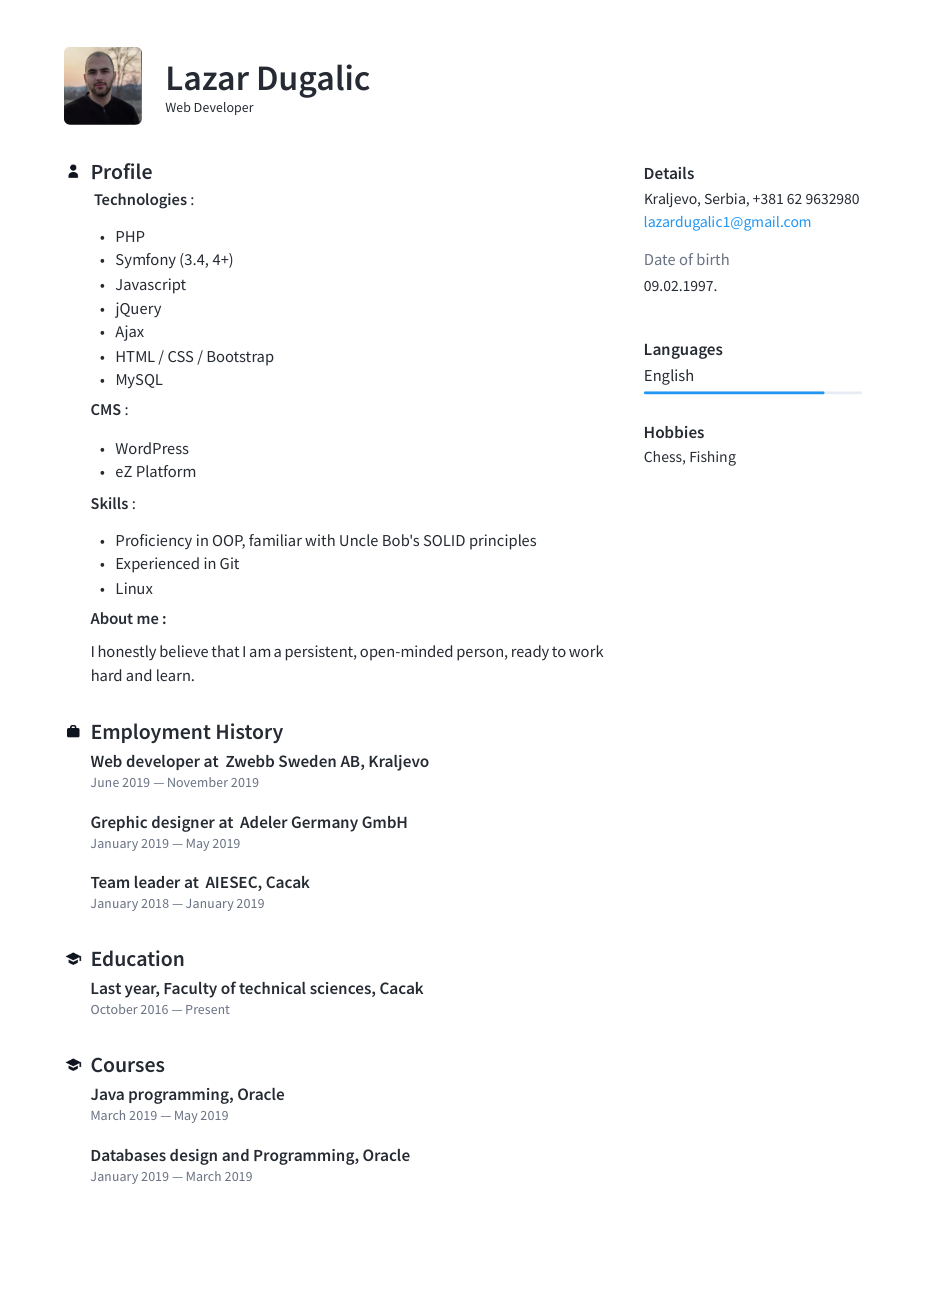 Lazar Dugalic
Web Developer
Profile
Technologies :
• PHP
• Symfony (3.4, 4+)
• Javascript
• jQuery
• Ajax
• HTML / CSS / Bootstrap
• MySQL
CMS :
• WordPress
• eZ Platform
Skills :
• Proficiency in OOP, familiar with Uncle Bob's SOLID principles
• Experienced in Git
• Linux
About me :
I honestly believe that I am a persistent, open-minded person, ready to work
hard and learn.
Employment History
Web developer at Zwebb Sweden AB, Kraljevo
June 2019 — November 2019
Grephic designer at Adeler Germany GmbH
January 2019 — May 2019
Team leader at AIESEC, Cacak
January 2018 — January 2019
Education
Last year, Faculty of technical sciences, Cacak
October 2016 — Present
Courses
Java programming, Oracle
March 2019 — May 2019
Databases design and Programming, Oracle
January 2019 — March 2019
Details
Kraljevo, Serbia, +381 62 9632980
lazardugalic1@gmail.com
Date of birth
09.02.1997.
Languages
English
Hobbies
Chess, Fishing